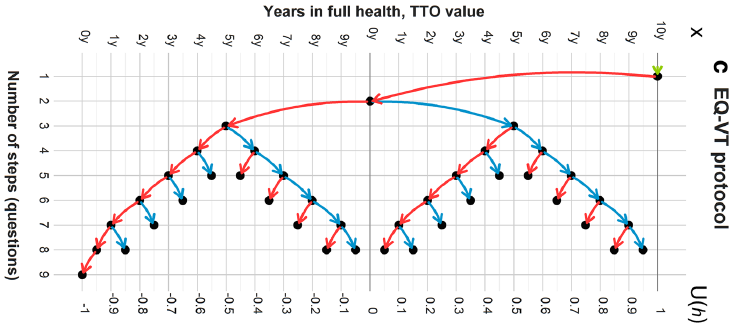 Years in full health, TTO value
0y 1y 2y 3y 4y 5y 6y 7y 8y 9y 0y 1y 2y 3y 4y 5y 6y 7y 8y 9y 10y X
C EQ-VT protocol
Number of steps (questions)
1
2
3
4
5
6
7
8
9
-1 -0.9 -0.8 -0.7 -0.6 -0.5 -0.4 -0.3 -0.2 -0.1 0 0.1 0.2 0.3 0.4 0.5 0.6 0.7 0.8 0.9 1 U(h)